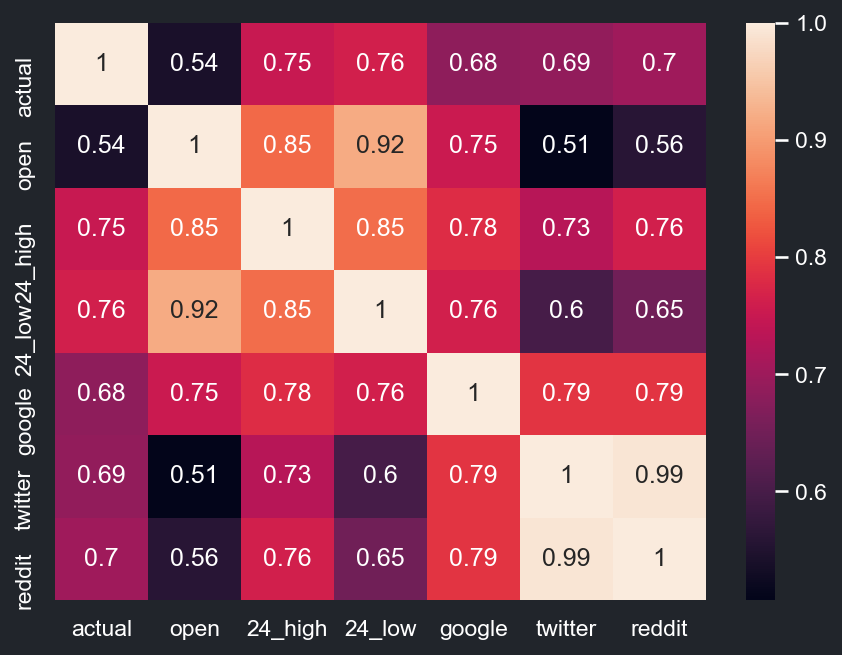 actual 1 0.54 0.75 0.76 0.68 0.69 0.7
open 0.54 1 0.85 0.92 0.75 0.51 0.56
24_high 0.75 0.85 1 0.85 0.78 0.73 0.76
24_low 0.76 0.92 0.85 1 0.76 0.6 0.65
google 0.68 0.75 0.78 0.76 1 0.79 0.79
twitter 0.69 0.51 0.73 0.6 0.79 1 0.99
reddit 0.7 0.56 0.76 0.65 0.79 0.99 1
actual open 24_high 24_low google twitter reddit
1.0
0.9
0.8
0.7
0.6